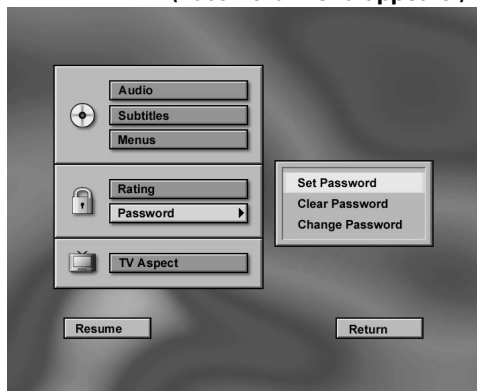 Audio
Subtitles
Menus
Rating
Password
Set Password
Clear Password
Change Password
TV Aspect
Resume
Return